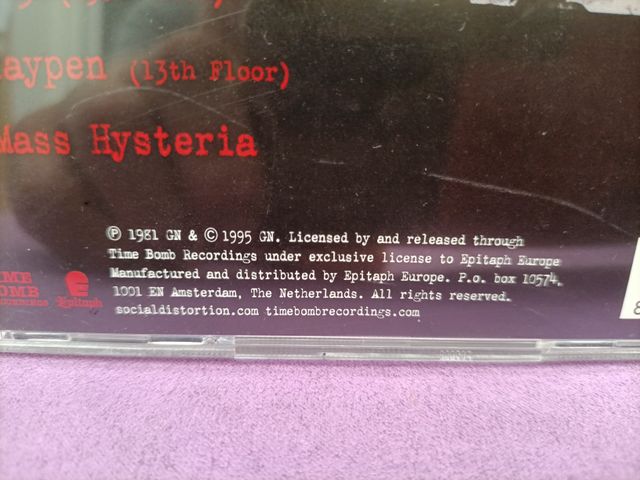 (13th Floor)
Mass Hysteria
℗ 1981 GN & © 1995 GN. Licensed by and released through
Time Bomb Recordings under exclusive license to Epitaph Europe
Manufactured and distributed by Epitaph Europe. P.o. box 10574,
1001 EN Amsterdam, The Netherlands. All rights reserved.
socialdistortion.com timebombrecordings.com
Epitaph